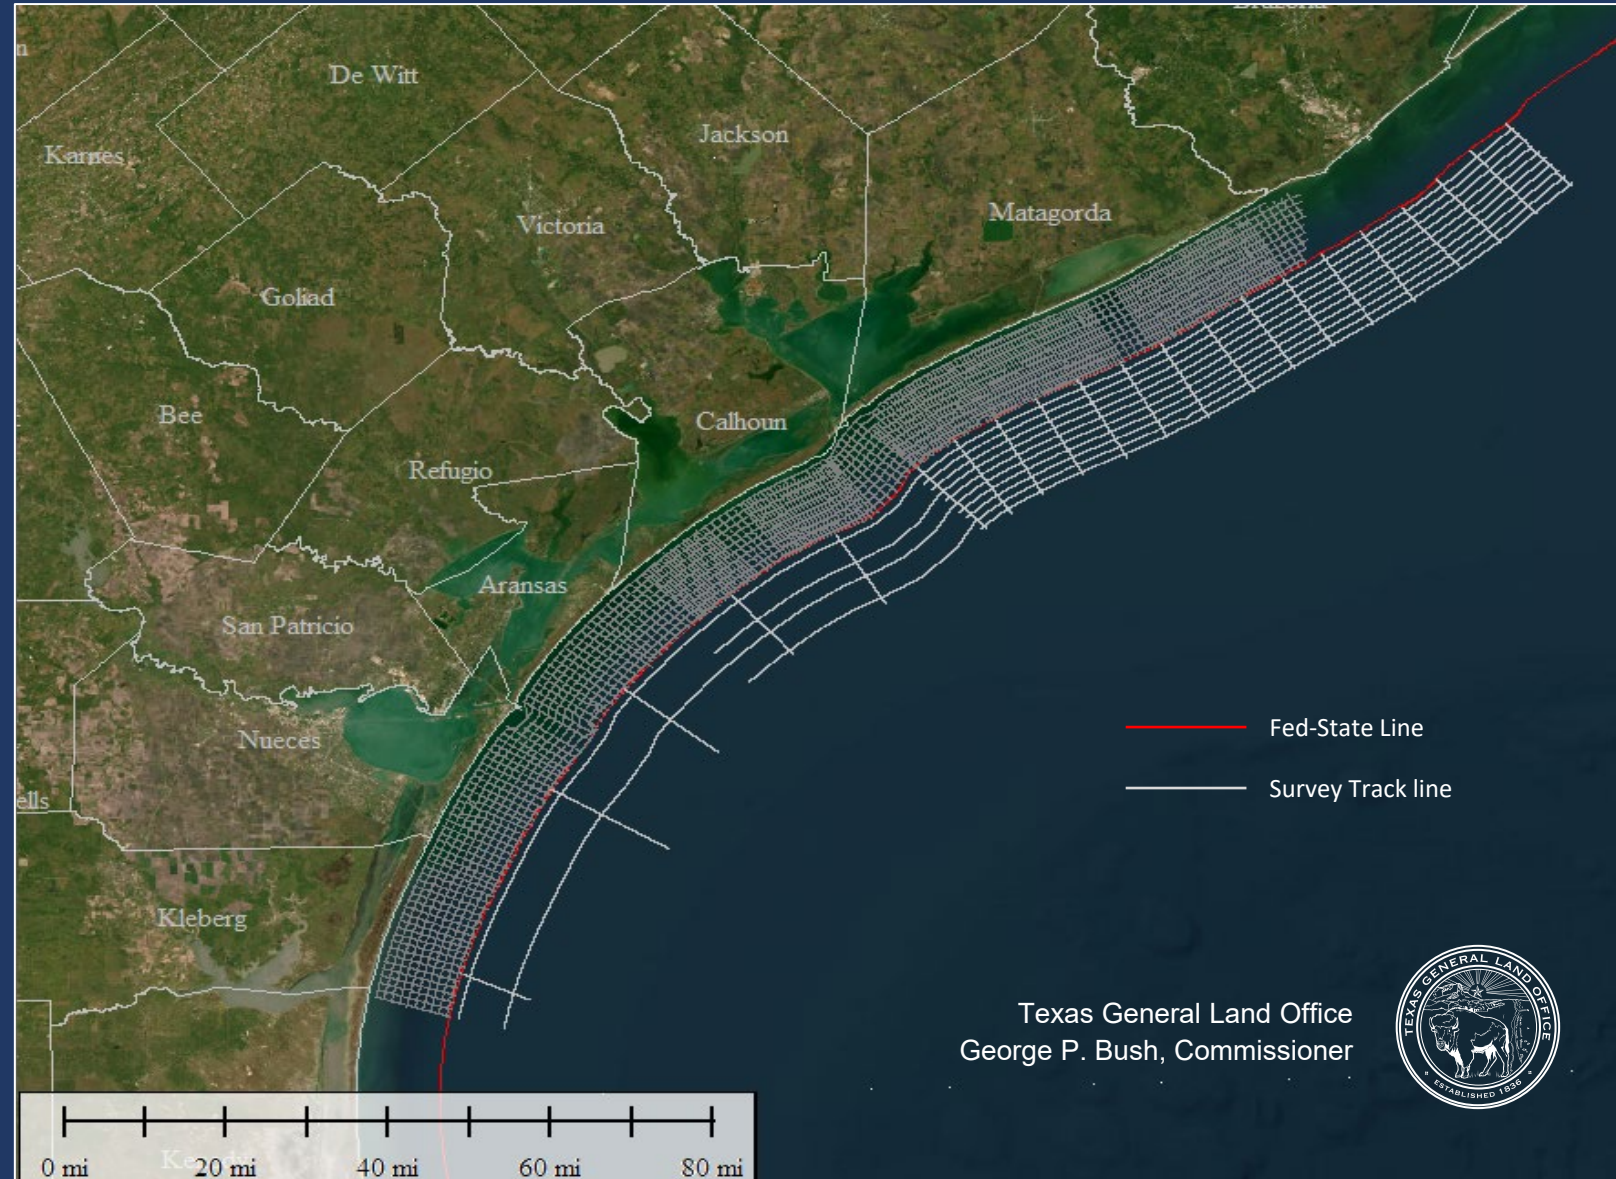 De Witt
Jackson
Karnes
Matagorda
Victoria
Goliad
Bee
Calhoun
Refugio
Aransas
San Patricio
Nueces
Fed-State Line
Survey Track line
ells
Kleberg
Texas General Land Office
George P. Bush, Commissioner
TEXAS GENERAL LAND OFFICE
ESTABLISHED 1836
0 mi 20 mi 40 mi 60 mi 80 mi